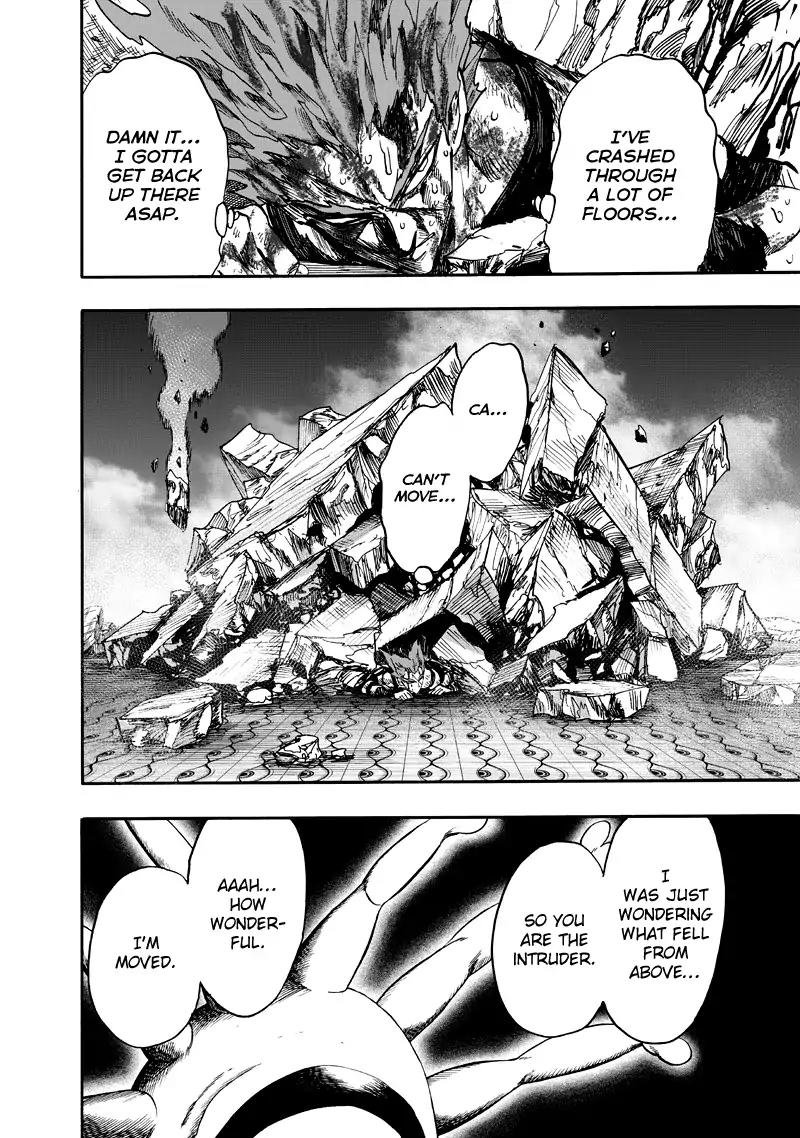 I'VE
CRASHED
THROUGH
A LOT OF
FLOORS...
DAMN IT...
I GOTTA
GET BACK
UP THERE
ASAP.
CA...
CAN'T
MOVE...
I
WAS JUST
WONDERING
WHAT FELL
FROM
ABOVE...
SO YOU
ARE THE
INTRUDER.
AAAH...
HOW
WONDER-
FUL.
I'M
MOVED.